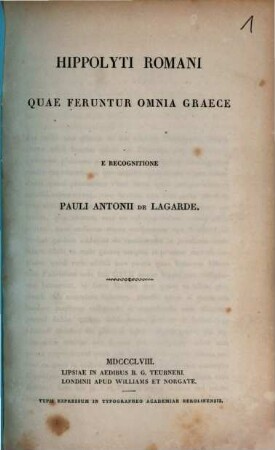 1
HIPPOLYTI ROMANI
QUAE FERUNTUR OMNIA GRAECE
E RECOGNITIONE
PAULI ANTONII DE LAGARDE.
MDCCCLVIII.
LIPSIAE IN AEDIBUS B. G. TEUBNERI.
LONDINII APUD WILLIAMS ET NORGATE.
TYPIS EXPRESSUM IN TYPOGRAPHEO ACADEMIAE BEROLINENSIS.